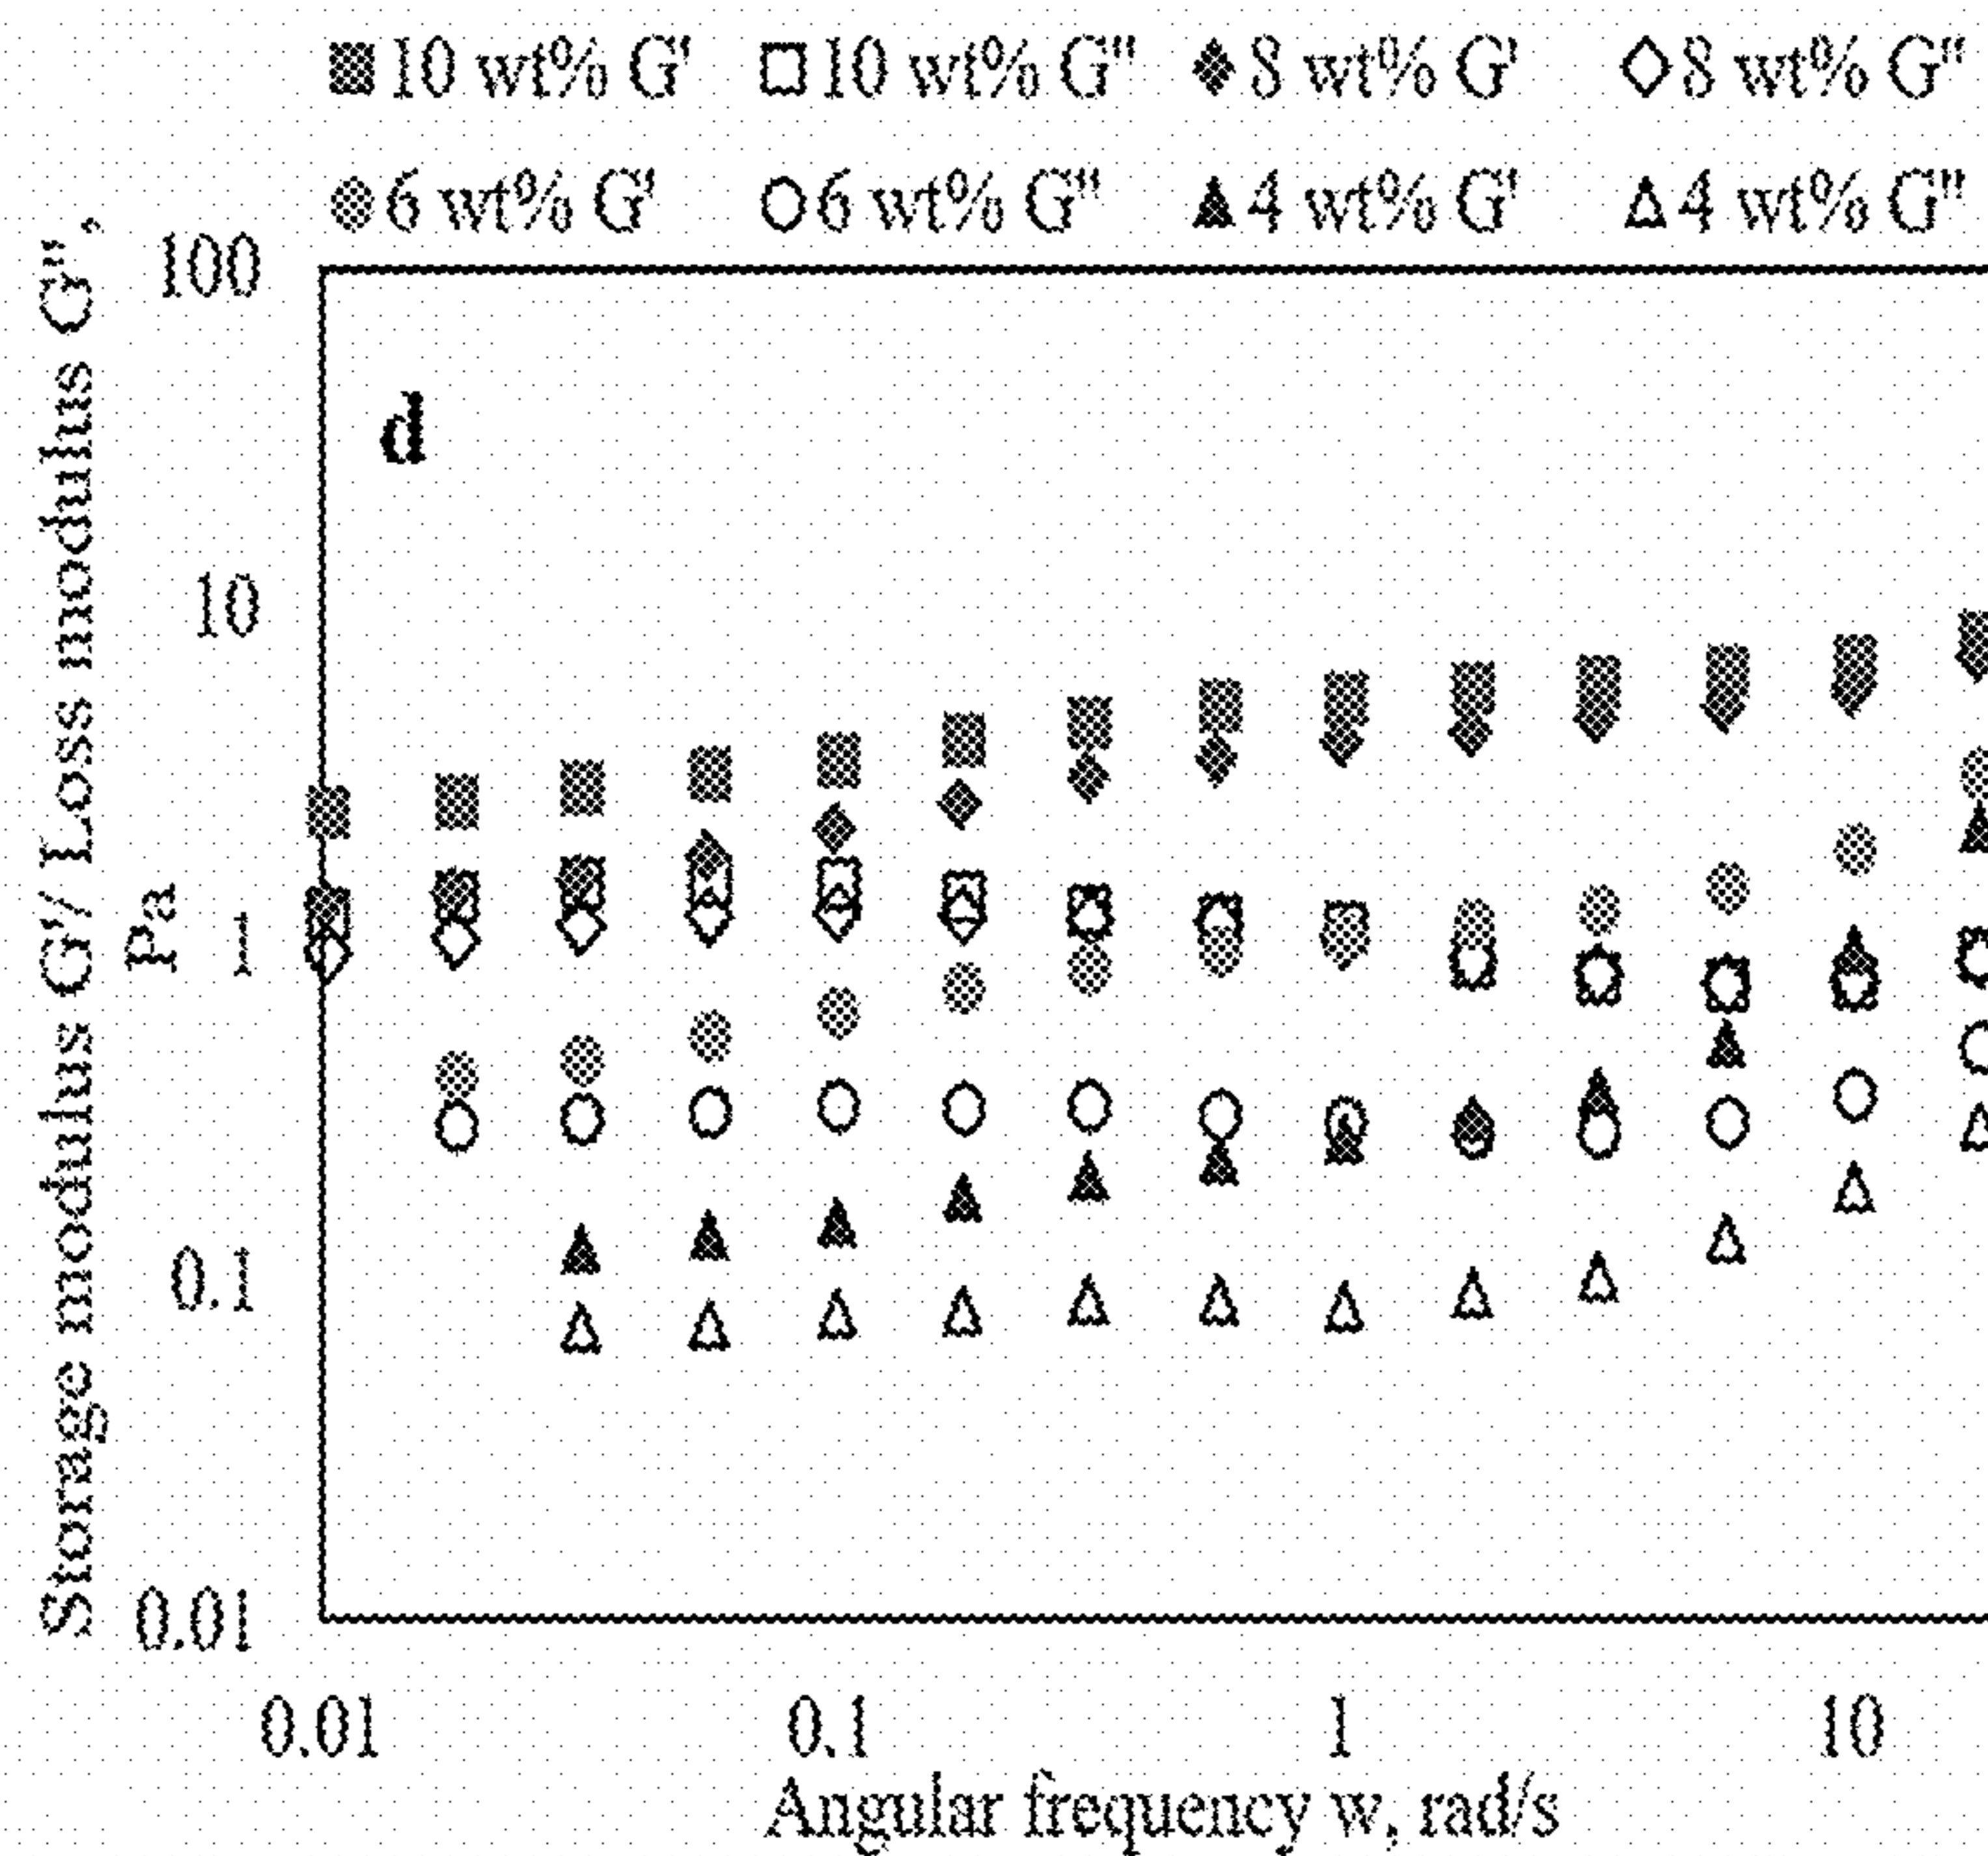 10 wt% G' 10 wt% G" 8 wt% G' 8 wt% G"
6 wt% G' 6 wt% G" 4 wt% G' 4 wt% G"
Storage modulus G'/ Loss modulus G",
Pa
100
d
10
1
0.1
0.01
0.01 0.1 1 10
Angular frequency w, rad/s